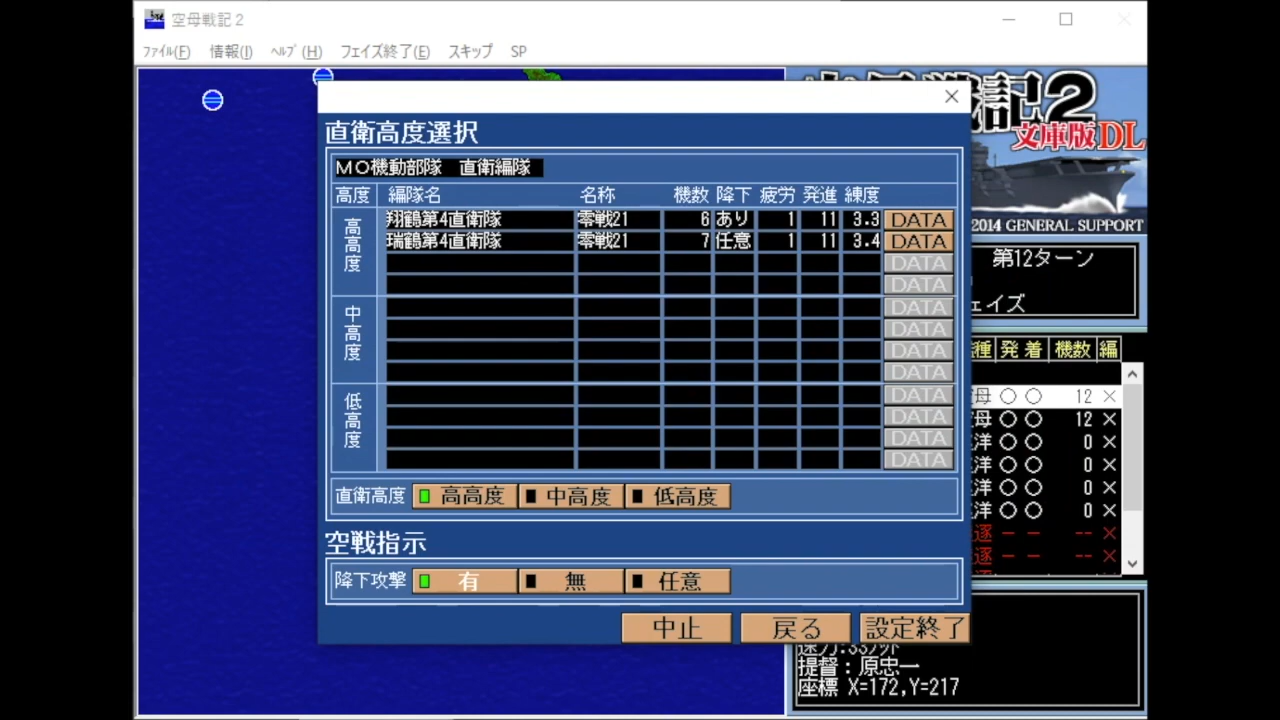 空母戦記2
ファイル(F) 情報(I) ヘルプ(H) フェイズ終了(E) スキップ SP
戦記2
文庫版DL
2014 GENERAL SUPPORT
直衛高度選択
MO機動部隊 直衛編隊
高度 編隊名 名称 機数 降下 疲労 発進 練度
高高度
翔鶴第4直衛隊 零戦21 6 あり 1 11 3.3 DATA
瑞鶴第4直衛隊 零戦21 7 任意 1 11 3.4 DATA
DATA
DATA
中高度
DATA
DATA
DATA
DATA
低高度
DATA
DATA
DATA
DATA
直衛高度 高高度 中高度 低高度
空戦指示
降下攻撃 有 無 任意
中止 戻る 設定終了
第12ターン
ェイズ
種 発 着 機数 編
母 ○ ○ 12 ×
母 ○ ○ 12 ×
洋 ○ ○ 0 ×
洋 ○ ○ 0 ×
洋 ○ ○ 0 ×
洋 ○ ○ 0 ×
逐 − − -- ×
逐 − − -- ×
速力:33ノット
提督：原忠一
座標 X=172,Y=217